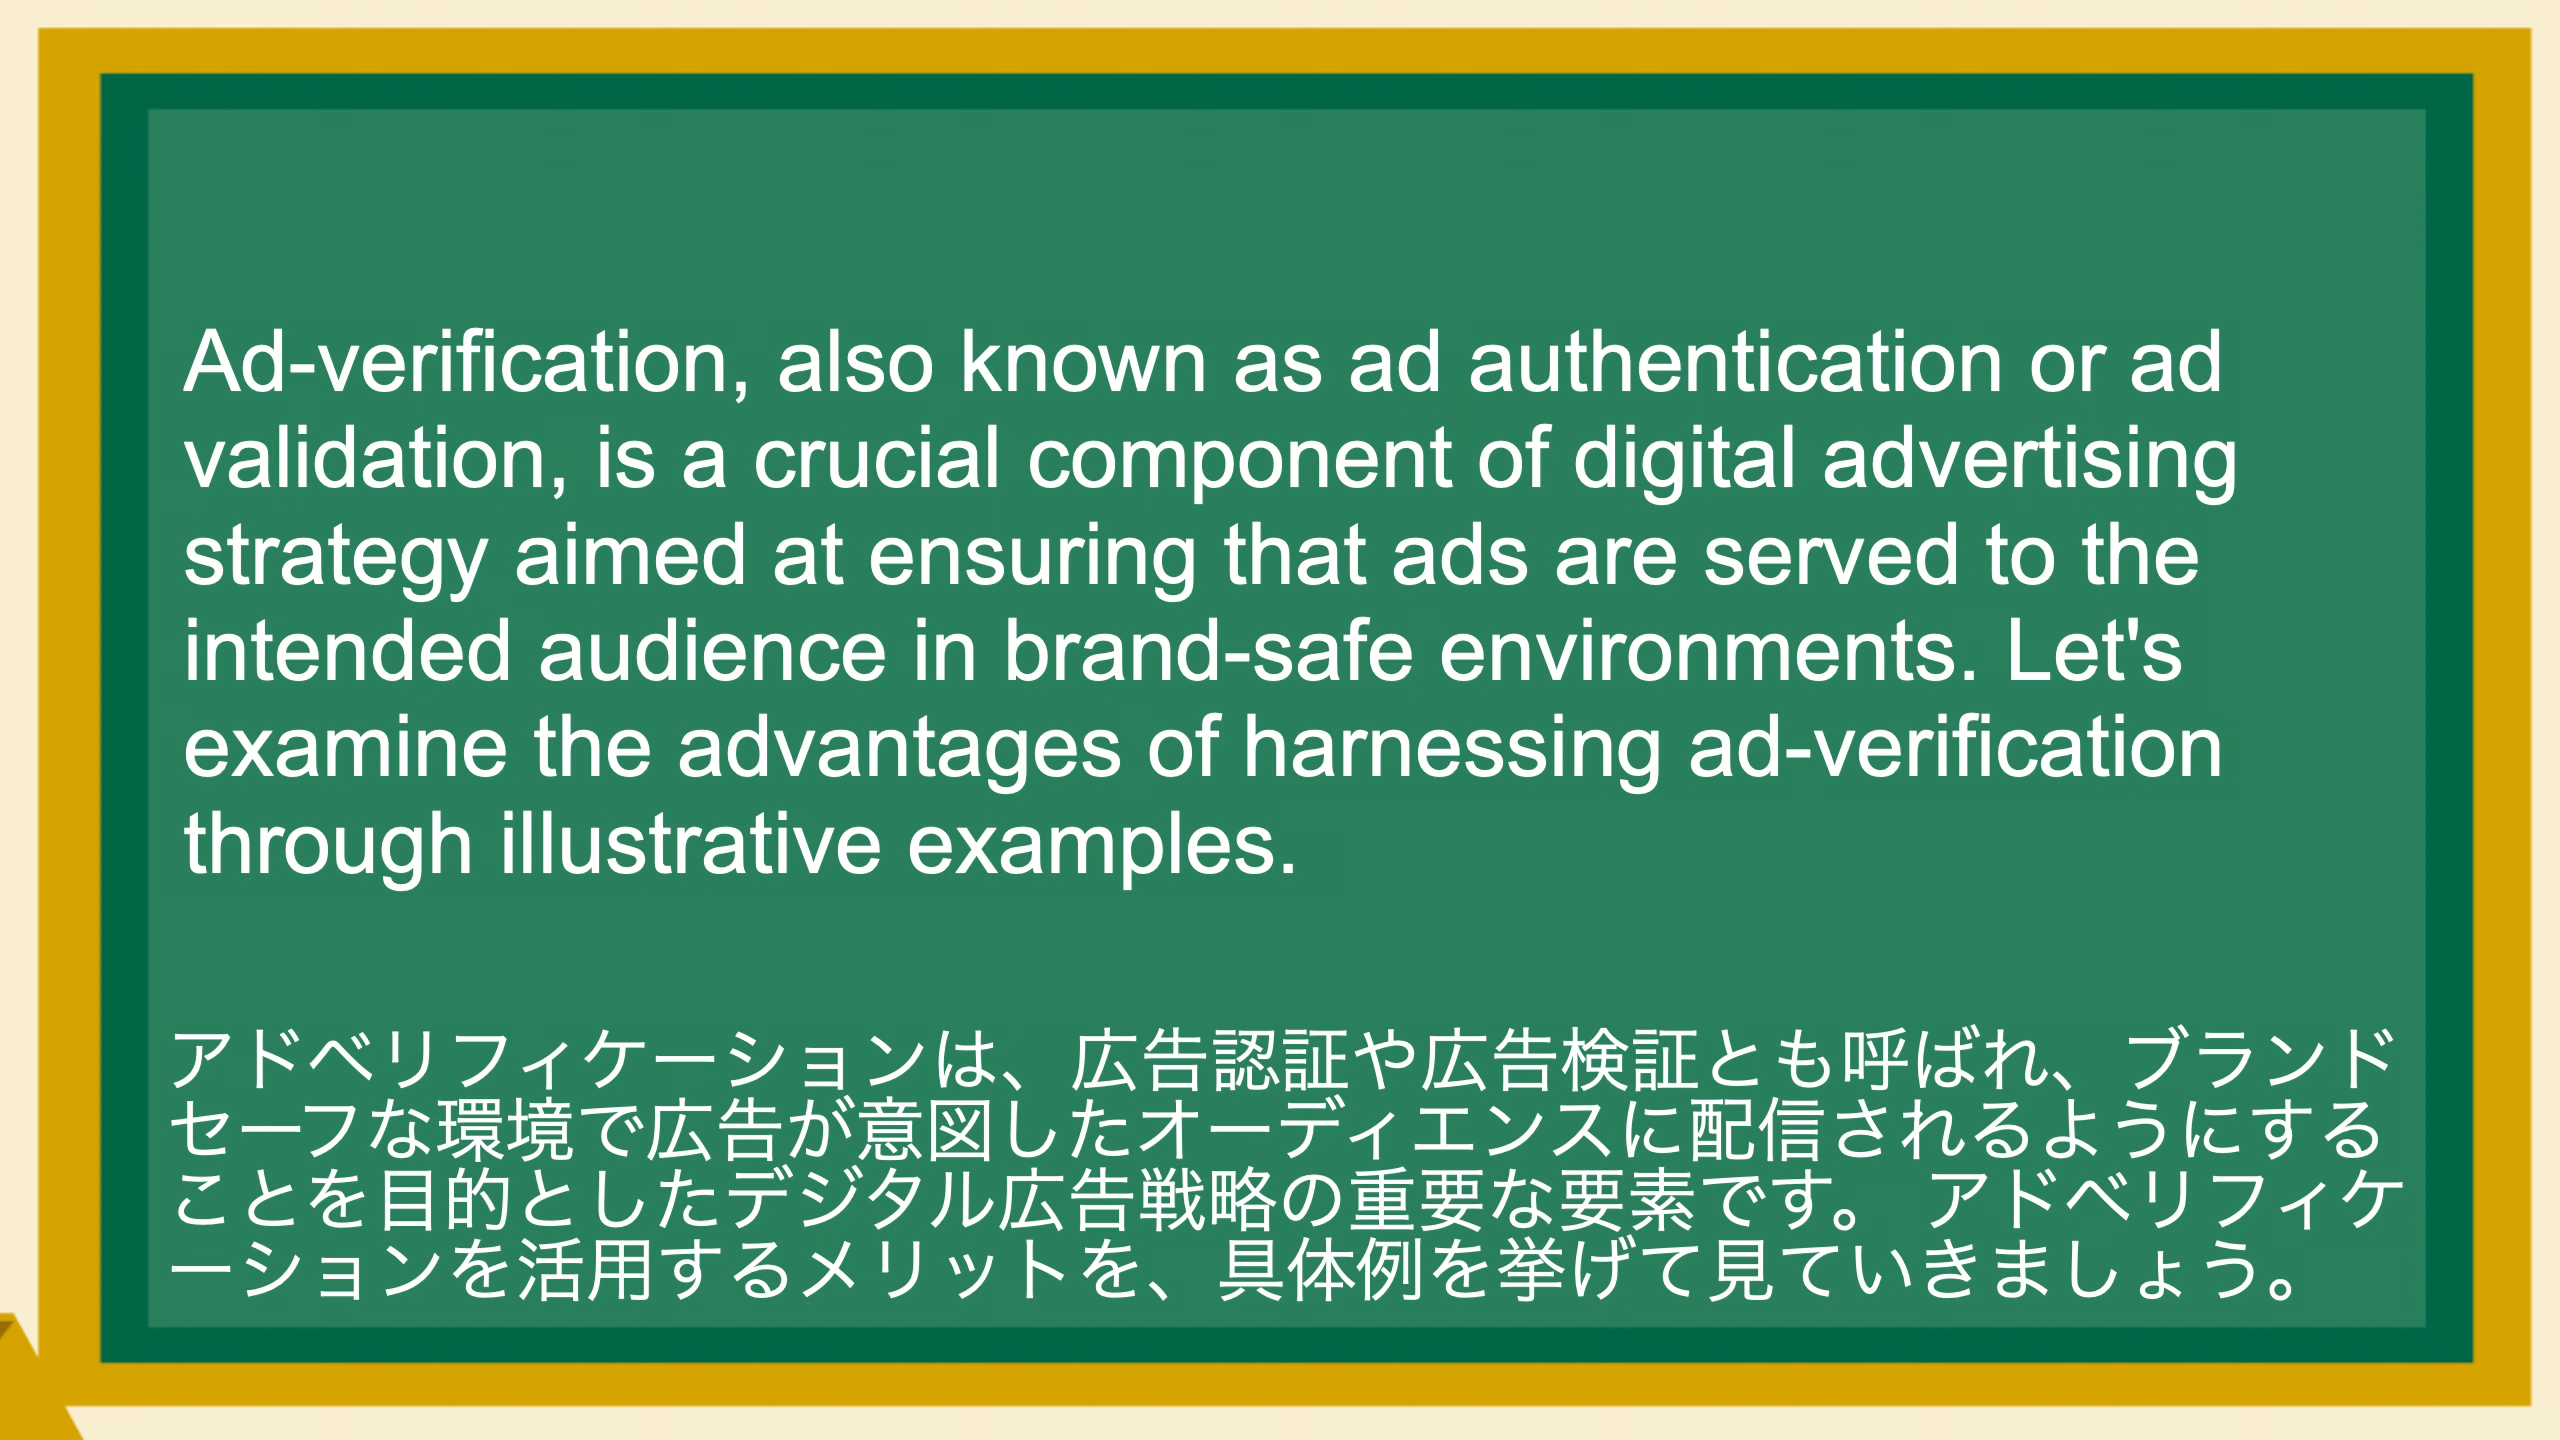 Ad-verification, also known as ad authentication or ad
validation, is a crucial component of digital advertising
strategy aimed at ensuring that ads are served to the
intended audience in brand-safe environments. Let's
examine the advantages of harnessing ad-verification
through illustrative examples.
アドベリフィケーションは、広告認証や広告検証とも呼ばれ、ブランド
セーフな環境で広告が意図したオーディエンスに配信されるようにする
ことを目的としたデジタル広告戦略の重要な要素です。 アドベリフィケ
ーションを活用するメリットを、具体例を挙げて見ていきましょう。